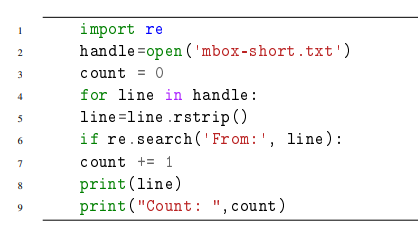 1 import re
2 handle=open('mbox-short.txt')
3 count = 0
4 for line in handle:
5 line=line.rstrip()
6 if re.search('From:', line):
7 count += 1
8 print(line)
9 print("Count: ",count)